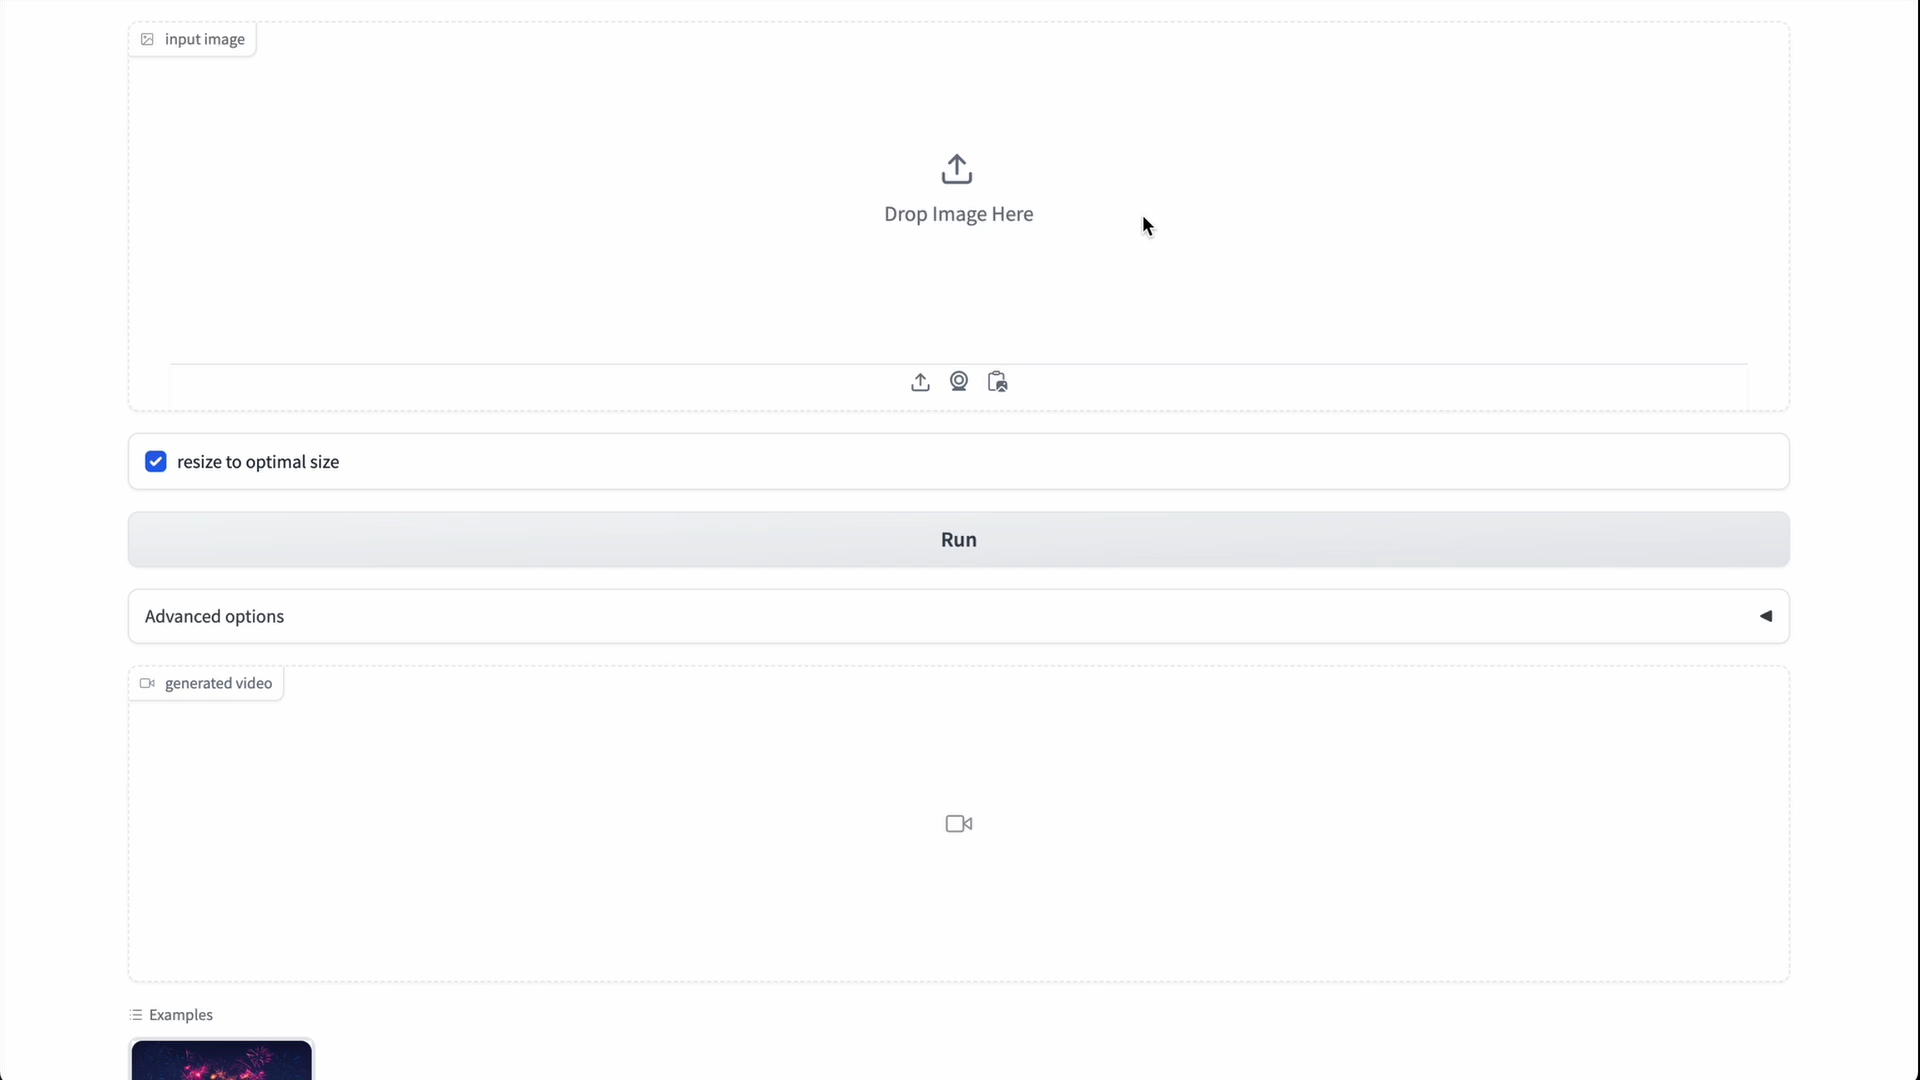 input image
Drop Image Here
resize to optimal size
Run
Advanced options
generated video
Examples